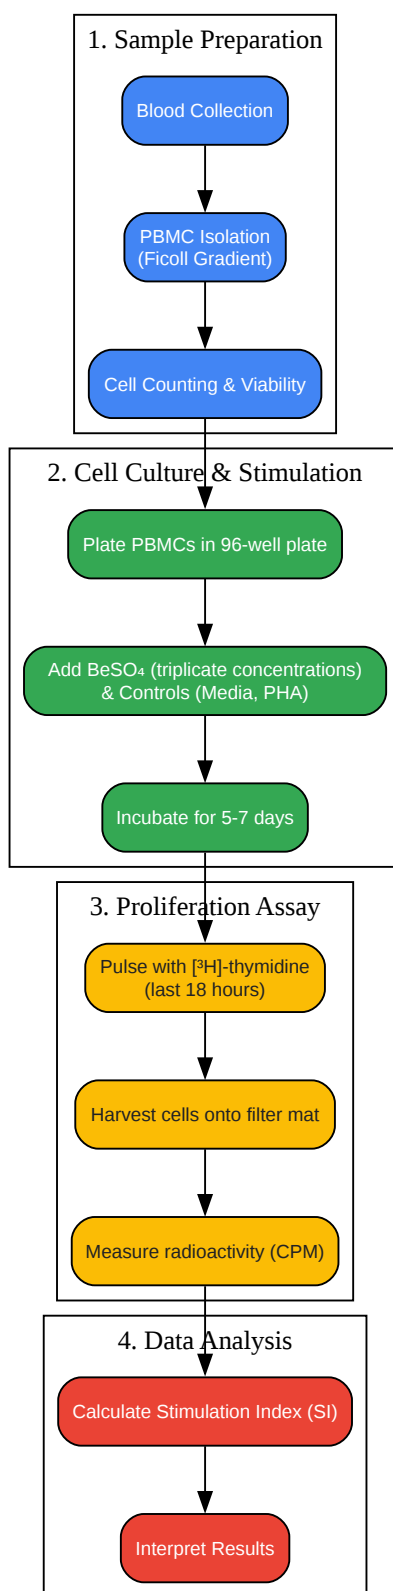 1. Sample Preparation
Blood Collection
PBMC Isolation
(Ficoll Gradient)
Cell Counting & Viability
2. Cell Culture & Stimulation
Plate PBMCs in 96-well plate
Add BeSO₄ (triplicate concentrations)
& Controls (Media, PHA)
Incubate for 5-7 days
3. Proliferation Assay
Pulse with [³H]-thymidine
(last 18 hours)
Harvest cells onto filter mat
Measure radioactivity (CPM)
4. Data Analysis
Calculate Stimulation Index (SI)
Interpret Results